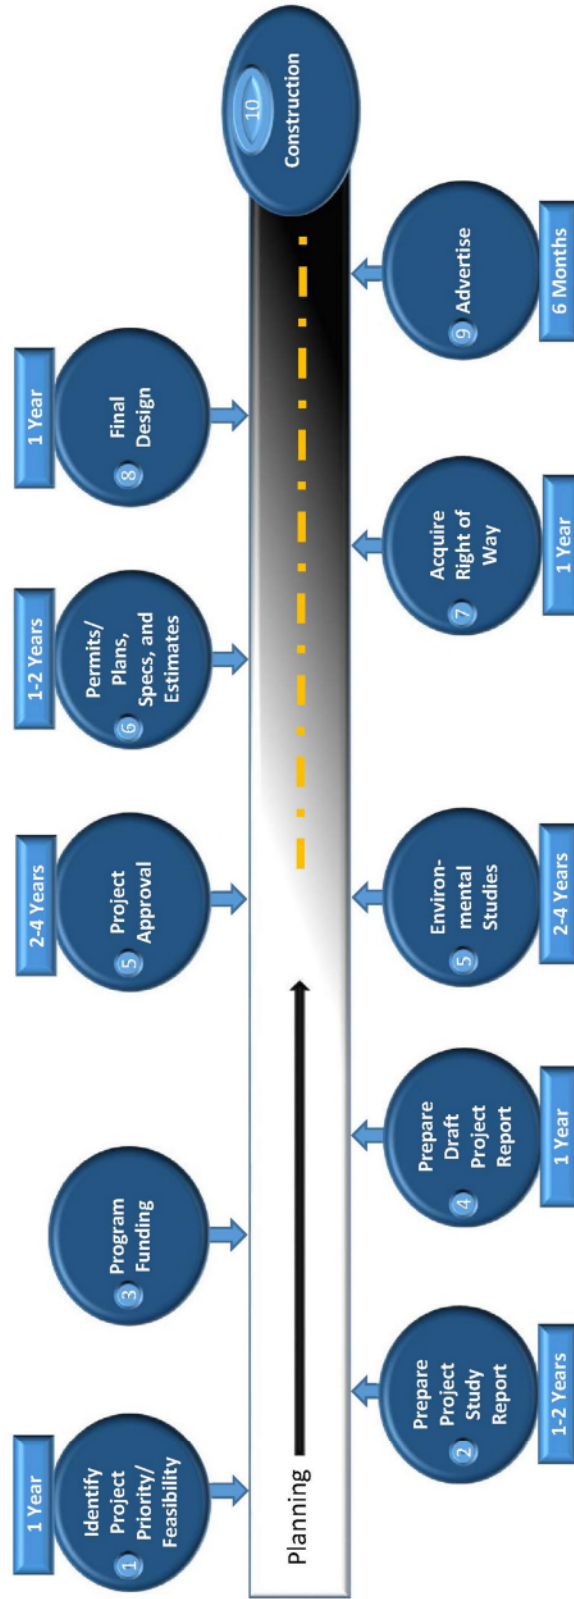 1 Year
1
Identify
Project
Priority/
Feasibility
2
Prepare
Project
Study
Report
1-2 Years
3
Program
Funding
4
Prepare
Draft
Project
Report
1 Year
2-4 Years
5
Project
Approval
5
Environ-
mental
Studies
2-4 Years
1-2 Years
6
Permits/
Plans,
Specs, and
Estimates
7
Acquire
Right of
Way
1 Year
1 Year
8
Final
Design
9 Advertise
6 Months
10
Construction
Planning